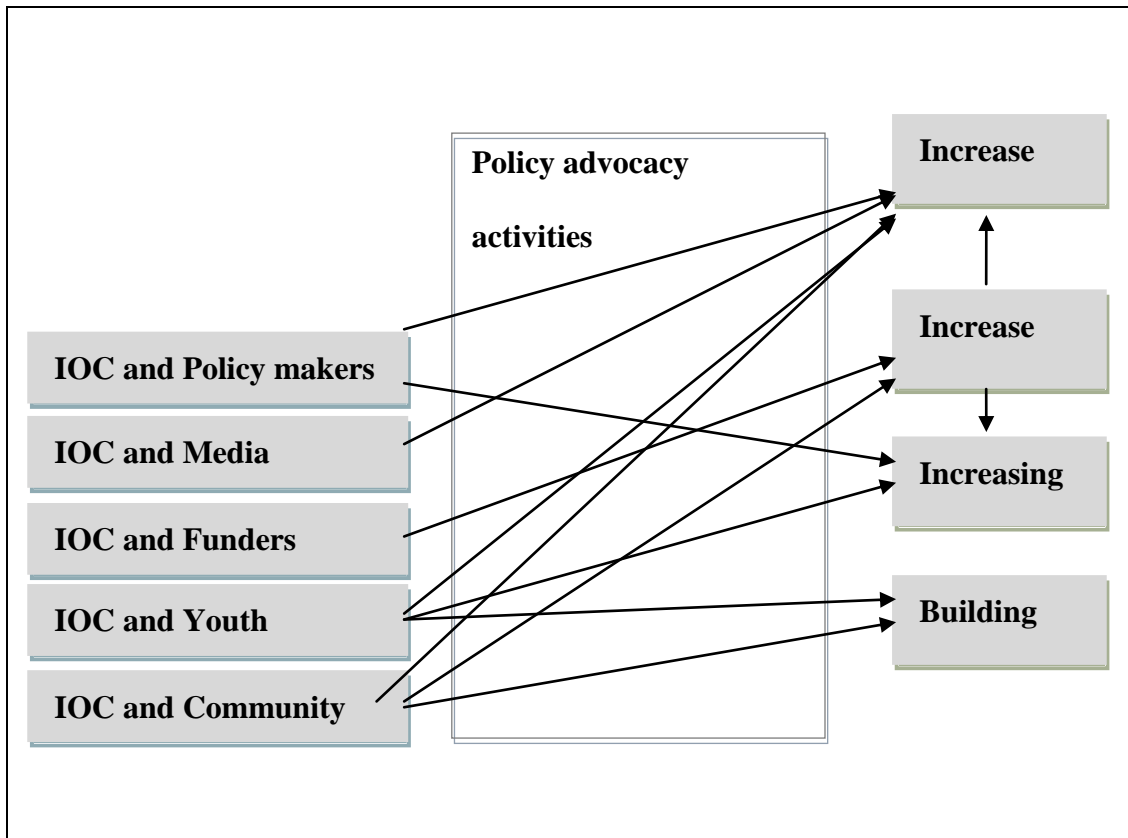 Policy advocacy
activities
IOC and Policy makers
IOC and Media
IOC and Funders
IOC and Youth
IOC and Community
Increase
Increase
Increasing
Building